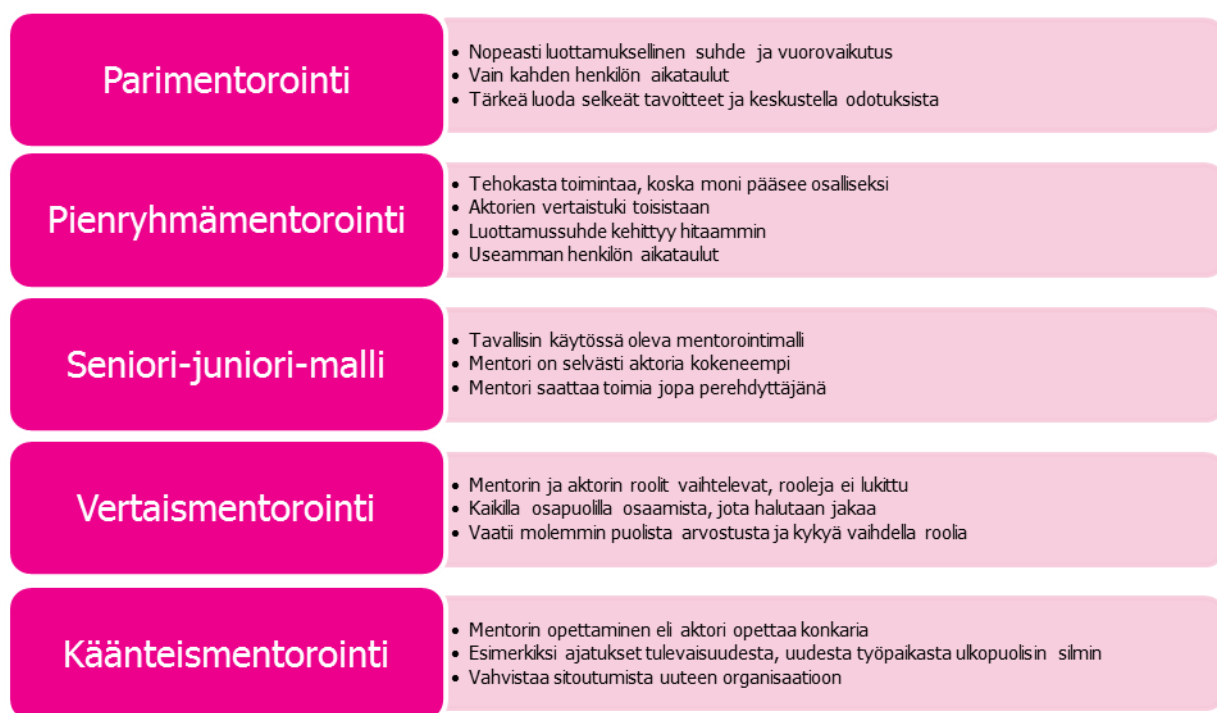 Parimentorointi
• Nopeasti luottamuksellinen suhde ja vuorovaikutus
• Vain kahden henkilön aikataulut
• Tärkeä luoda selkeät tavoitteet ja keskustella odotuksista
Pienryhmämentorointi
• Tehokasta toimintaa, koska moni pääsee osalliseksi
• Aktorien vertaistuki toisistaan
• Luottamussuhde kehittyy hitaammin
• Useamman henkilön aikataulut
Seniori-juniori-malli
• Tavallisin käytössä oleva mentorointimalli
• Mentori on selvästi aktoria kokeneempi
• Mentori saattaa toimia jopa perehdyttäjänä
Vertaismentorointi
• Mentorin ja aktorin roolit vaihtelevat, rooleja ei lukittu
• Kaikilla osapuolilla osaamista, jota halutaan jakaa
• Vaatii molemmin puolista arvostusta ja kykyä vaihdella roolia
Käänteismentorointi
• Mentorin opettaminen eli aktori opettaa konkaria
• Esimerkiksi ajatukset tulevaisuudesta, uudesta työpaikasta ulkopuolisin silmin
• Vahvistaa sitoutumista uuteen organisaatioon